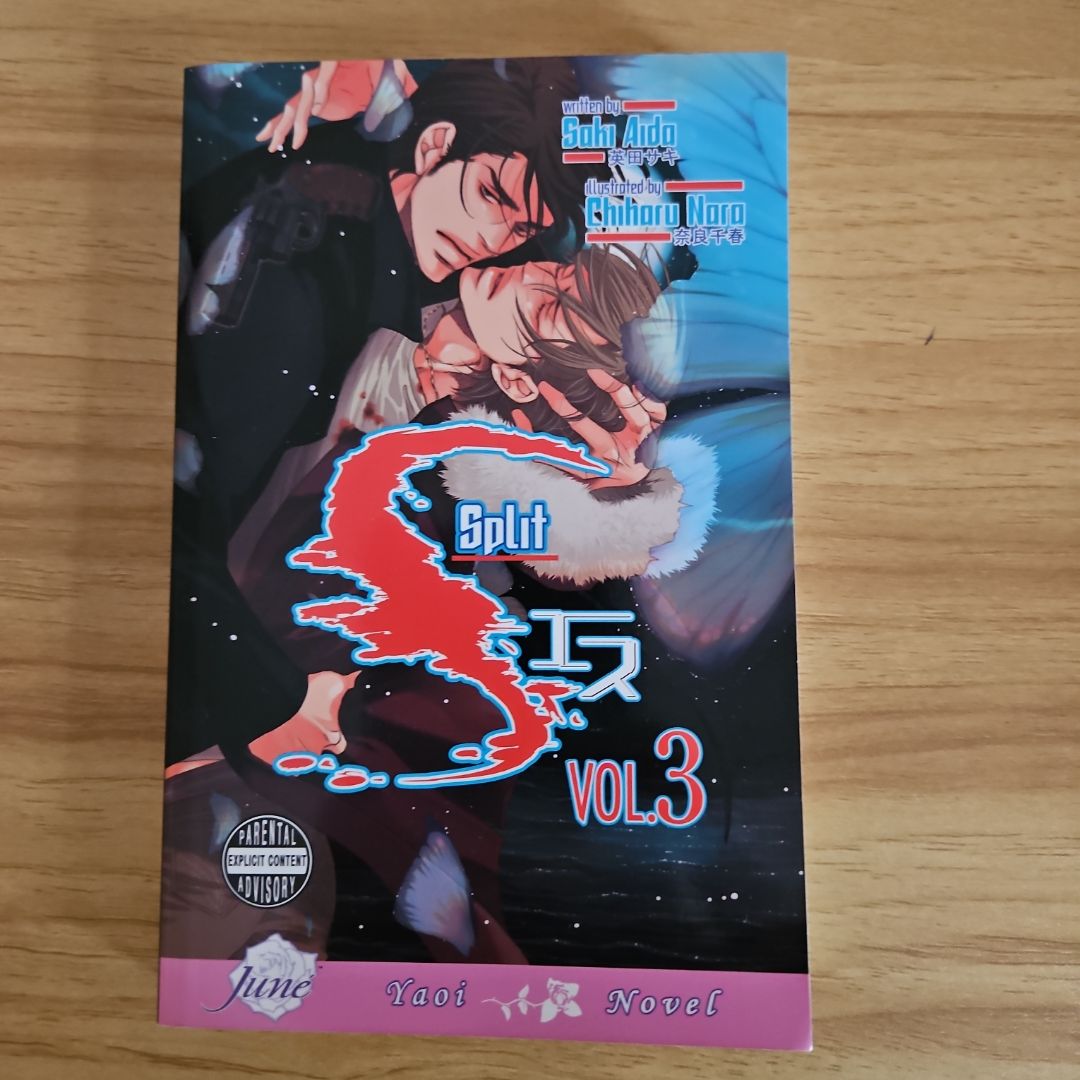 written by
Saki Aida
英田サキ
illustrated by
Chiharu Nara
奈良千春
S
Split
エス
VOL.3
PARENTAL
EXPLICIT CONTENT
ADVISORY
Juné
Yaoi Novel